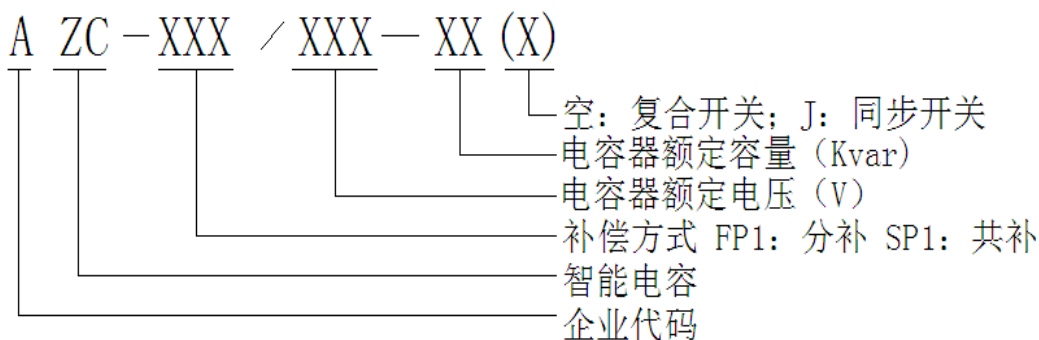 A ZC-XXX/XXX-XX(X)
空: 复合开关; J: 同步开关
电容器额定容量（Kvar）
电容器额定电压（V）
补偿方式 FP1: 分补 SP1: 共补
智能电容
企业代码